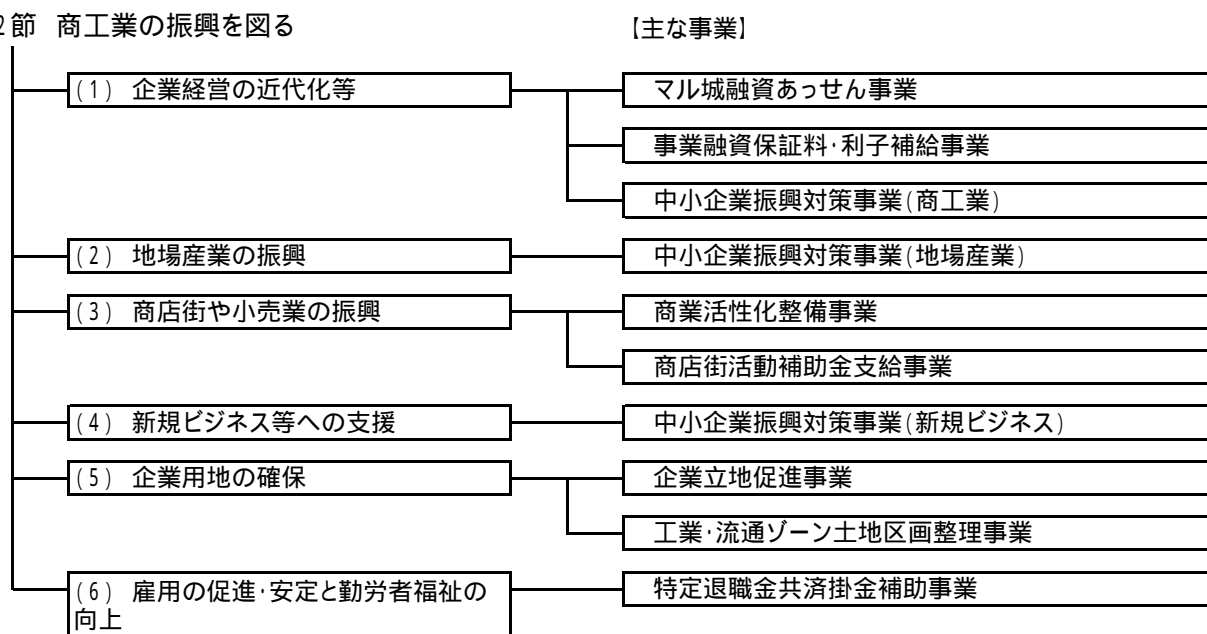 2節 商工業の振興を図る
【主な事業】
(1) 企業経営の近代化等
マル城融資あっせん事業
事業融資保証料・利子補給事業
中小企業振興対策事業(商工業)
(2) 地場産業の振興
中小企業振興対策事業(地場産業)
(3) 商店街や小売業の振興
商業活性化整備事業
商店街活動補助金支給事業
(4) 新規ビジネス等への支援
中小企業振興対策事業(新規ビジネス)
(5) 企業用地の確保
企業立地促進事業
工業・流通ゾーン土地区画整理事業
(6) 雇用の促進・安定と勤労者福祉の
向上
特定退職金共済掛金補助事業